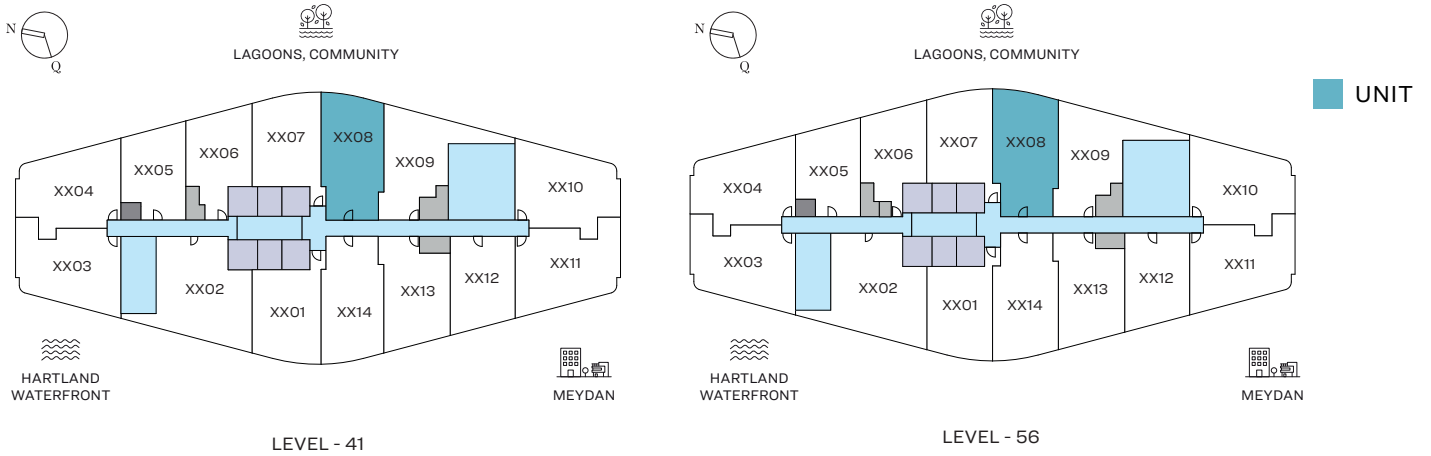 N
Q
LAGOONS, COMMUNITY
XX04
XX05
XX06
XX07
XX08
XX09
XX10
XX03
XX02
XX01
XX14
XX13
XX12
XX11
HARTLAND
WATERFRONT
MEYDAN
LEVEL - 41
N
Q
LAGOONS, COMMUNITY
XX04
XX05
XX06
XX07
XX08
XX09
XX10
XX03
XX02
XX01
XX14
XX13
XX12
XX11
HARTLAND
WATERFRONT
MEYDAN
LEVEL - 56
UNIT